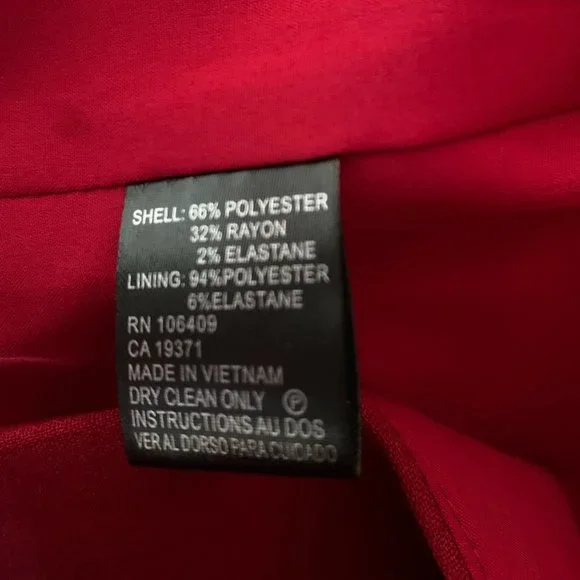 SHELL: 66% POLYESTER
32% RAYON
2% ELASTANE
LINING: 94%POLYESTER
6%ELASTANE
RN 106409
CA 19371
MADE IN VIETNAM
DRY CLEAN ONLY Ⓟ
INSTRUCTIONS AU DOS
VER AL DORSO PARA CUIDADO